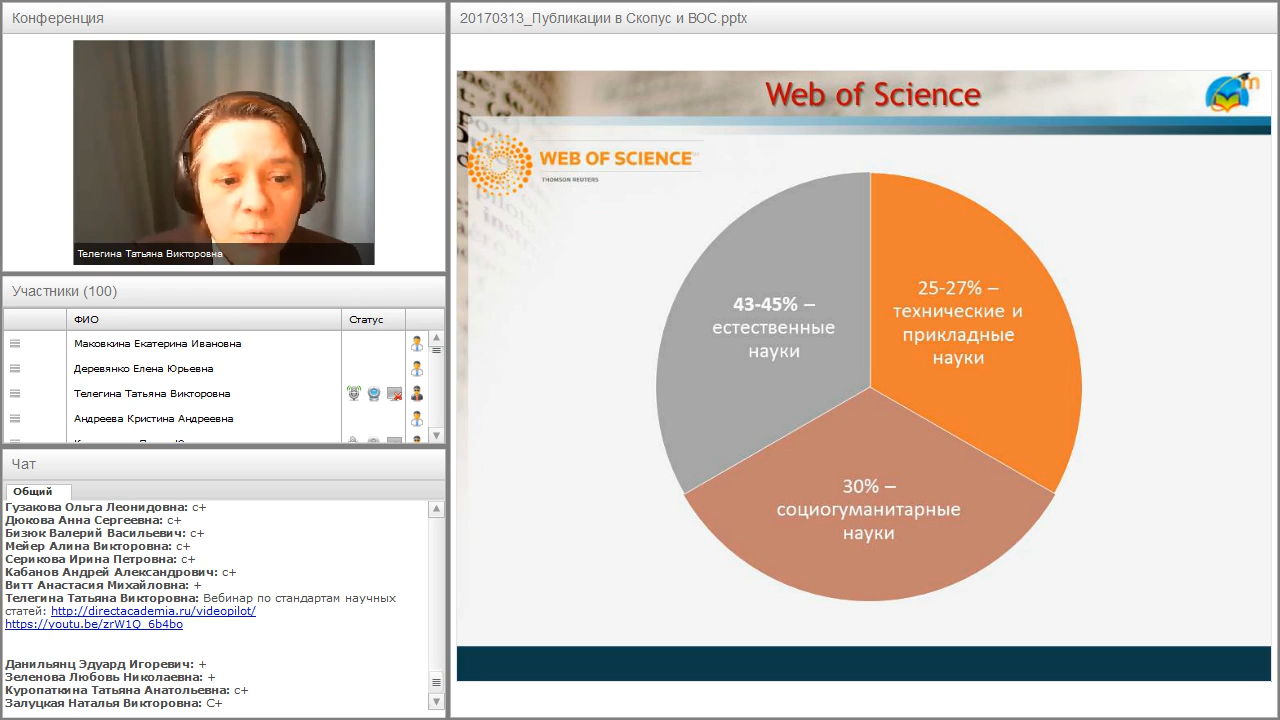 Конференция
Телегина Татьяна Викторовна
Участники (100)
ФИО
Статус
Маковкина Екатерина Ивановна
Деревянко Елена Юрьевна
Телегина Татьяна Викторовна
Андреева Кристина Андреевна
Чат
Общий
Гузакова Ольга Леонидовна: с+
Дюкова Анна Сергеевна: с+
Бизюк Валерий Васильевич: с+
Мейер Алина Викторовна: с+
Серикова Ирина Петровна: с+
Кабанов Андрей Александрович: с+
Витт Анастасия Михайловна: +
Телегина Татьяна Викторовна: Вебинар по стандартам научных
статей: http://directacademia.ru/videopilot/
https://youtu.be/zrW1Q_6b4bo
Данильянц Эдуард Игоревич: +
Зеленова Любовь Николаевна: +
Куропаткина Татьяна Анатольевна: с+
Залуцкая Наталья Викторовна: С+
20170313_Публикации в Скопус и ВОС.pptx
Web of Science
WEB OF SCIENCE
THOMSON REUTERS
43-45% –
естественные
науки
25-27% –
технические и
прикладные
науки
30% –
социогуманитарные
науки